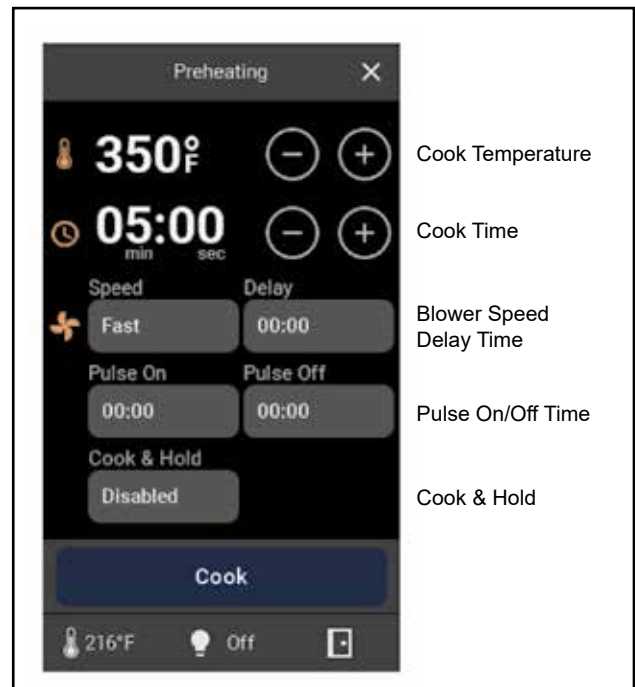 Preheating
350°F
Cook Temperature
05:00
min sec
Cook Time
Speed Delay
Fast 00:00
Blower Speed
Delay Time
Pulse On Pulse Off
00:00 00:00
Pulse On/Off Time
Cook & Hold
Disabled
Cook & Hold
Cook
216°F Off